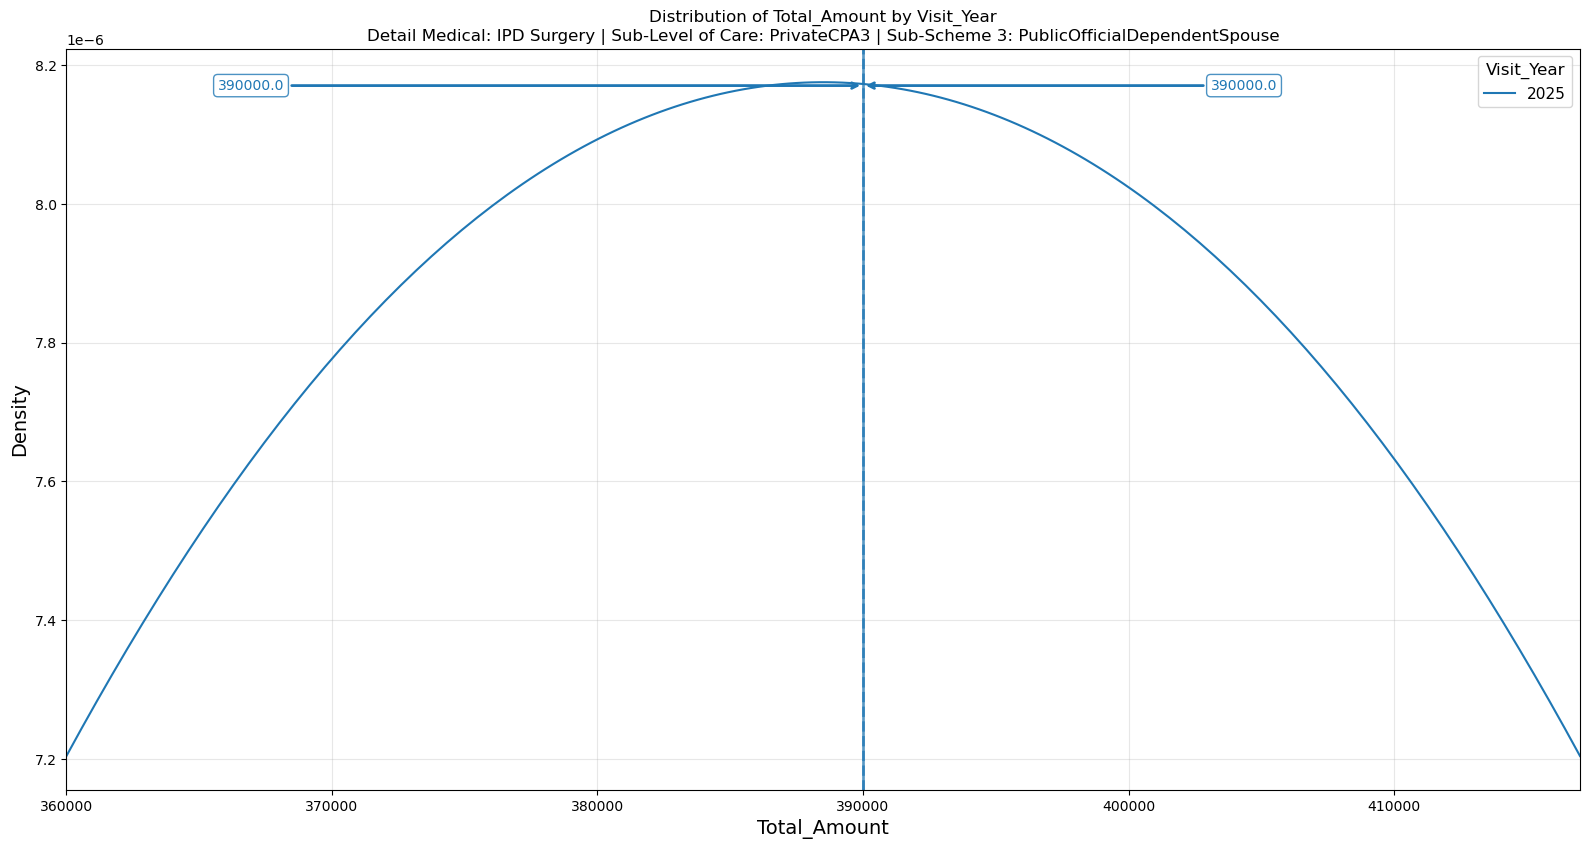 Distribution of Total_Amount by Visit_Year
Detail Medical: IPD Surgery | Sub-Level of Care: PrivateCPA3 | Sub-Scheme 3: PublicOfficialDependentSpouse
1e−6
8.2
8.0
7.8
7.6
7.4
7.2
Density
390000.0
390000.0
Visit_Year
2025
360000
370000
380000
390000
400000
410000
Total_Amount